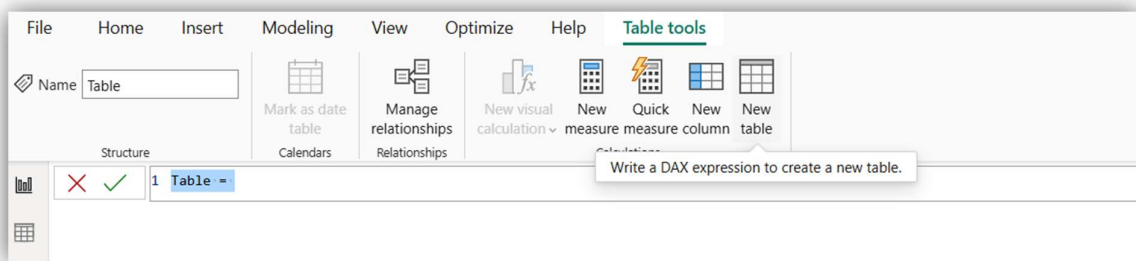 File Home Insert Modeling View Optimize Help Table tools
Name Table
Mark as date
table
Manage
relationships
New visual
calculation
New
measure
Quick
measure
New
column
New
table
Structure Calendars Relationships Calculations
Write a DAX expression to create a new table.
1 Table =